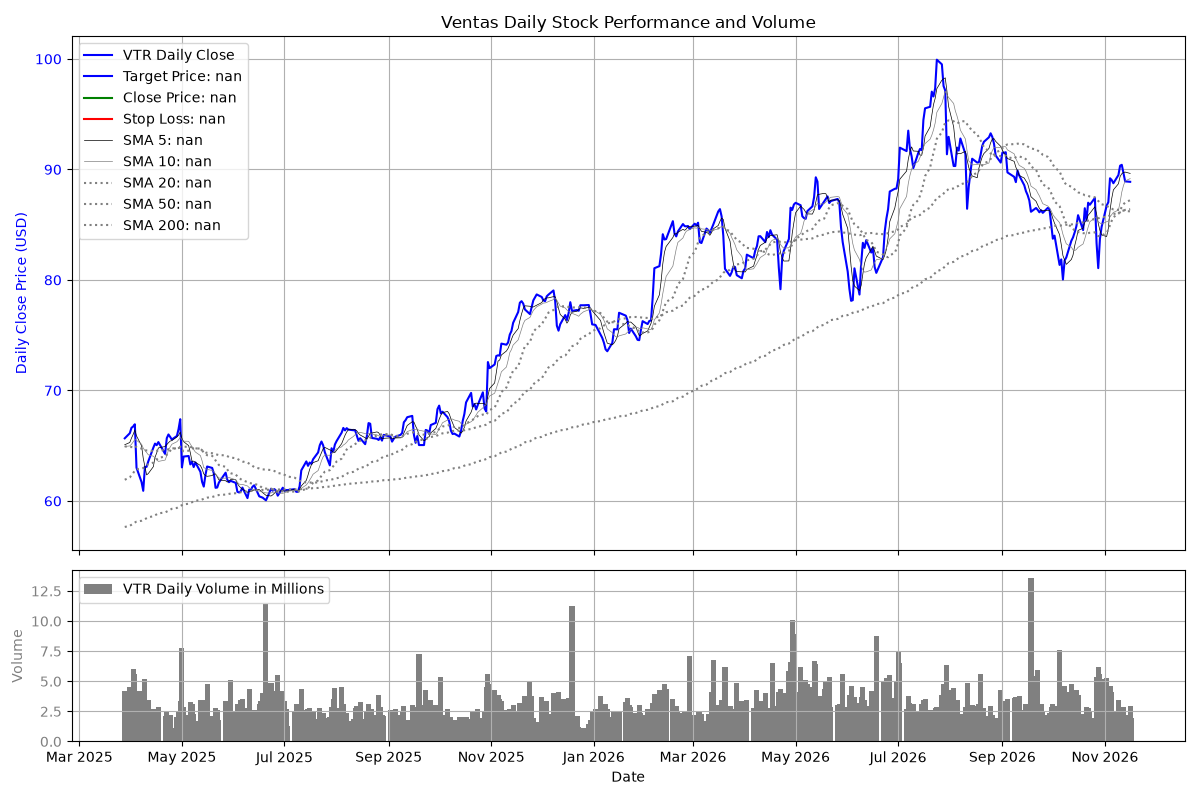 Ventas Daily Stock Performance and Volume
Daily Close Price (USD)
100
90
80
70
60
VTR Daily Close
Target Price: nan
Close Price: nan
Stop Loss: nan
SMA 5: nan
SMA 10: nan
SMA 20: nan
SMA 50: nan
SMA 200: nan
Volume
12.5
10.0
7.5
5.0
2.5
0.0
VTR Daily Volume in Millions
Mar 2025
May 2025
Jul 2025
Sep 2025
Nov 2025
Jan 2026
Mar 2026
May 2026
Jul 2026
Sep 2026
Nov 2026
Date